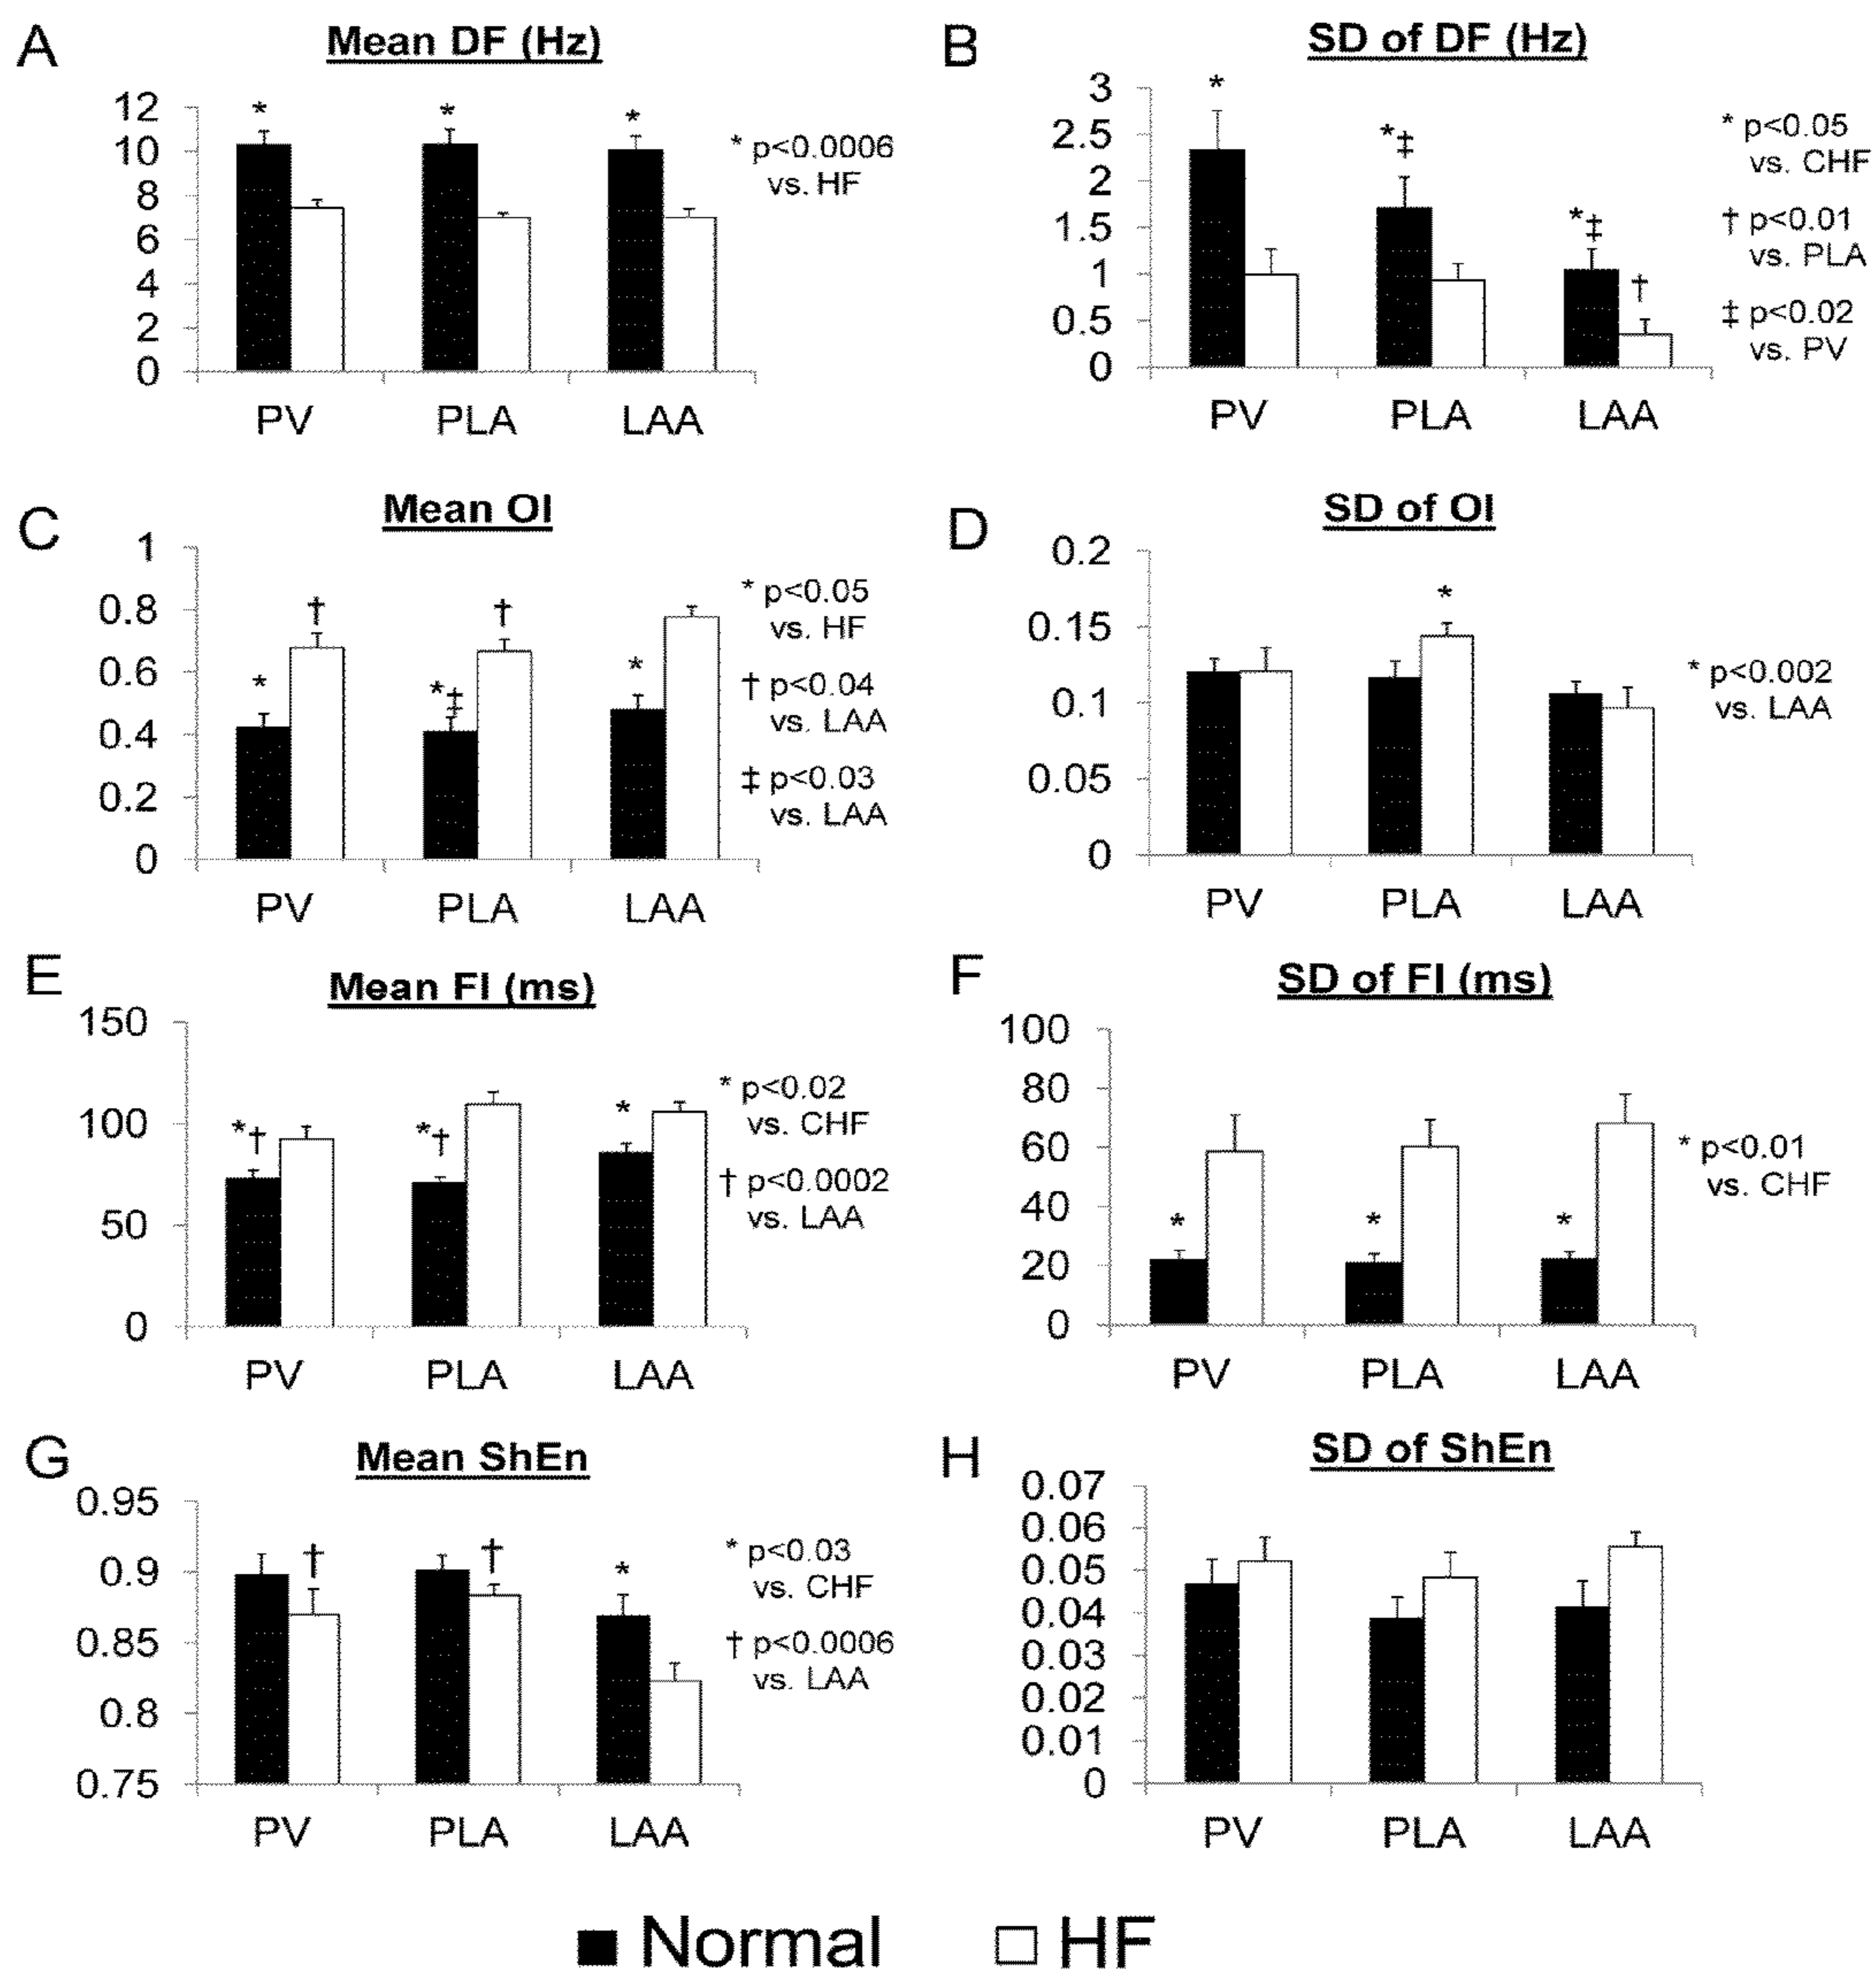 A
Mean DF (Hz)
12
10
8
6
4
2
0
*
*
*
* p<0.0006
vs. HF
PV PLA LAA
B
SD of DF (Hz)
3
2.5
2
1.5
1
0.5
0
*
*‡
*‡
†
* p<0.05
vs. CHF
† p<0.01
vs. PLA
‡ p<0.02
vs. PV
PV PLA LAA
C
Mean OI
1
0.8
0.6
0.4
0.2
0
*
†
*‡
†
*
* p<0.05
vs. HF
† p<0.04
vs. LAA
‡ p<0.03
vs. LAA
PV PLA LAA
D
SD of OI
0.2
0.15
0.1
0.05
0
*
* p<0.002
vs. LAA
PV PLA LAA
E
Mean FI (ms)
150
100
50
0
*†
*†
*
* p<0.02
vs. CHF
† p<0.0002
vs. LAA
PV PLA LAA
F
SD of FI (ms)
100
80
60
40
20
0
*
*
*
* p<0.01
vs. CHF
PV PLA LAA
G
Mean ShEn
0.95
0.9
0.85
0.8
0.75
†
†
*
* p<0.03
vs. CHF
† p<0.0006
vs. LAA
PV PLA LAA
H
SD of ShEn
0.07
0.06
0.05
0.04
0.03
0.02
0.01
0
PV PLA LAA
Normal HF